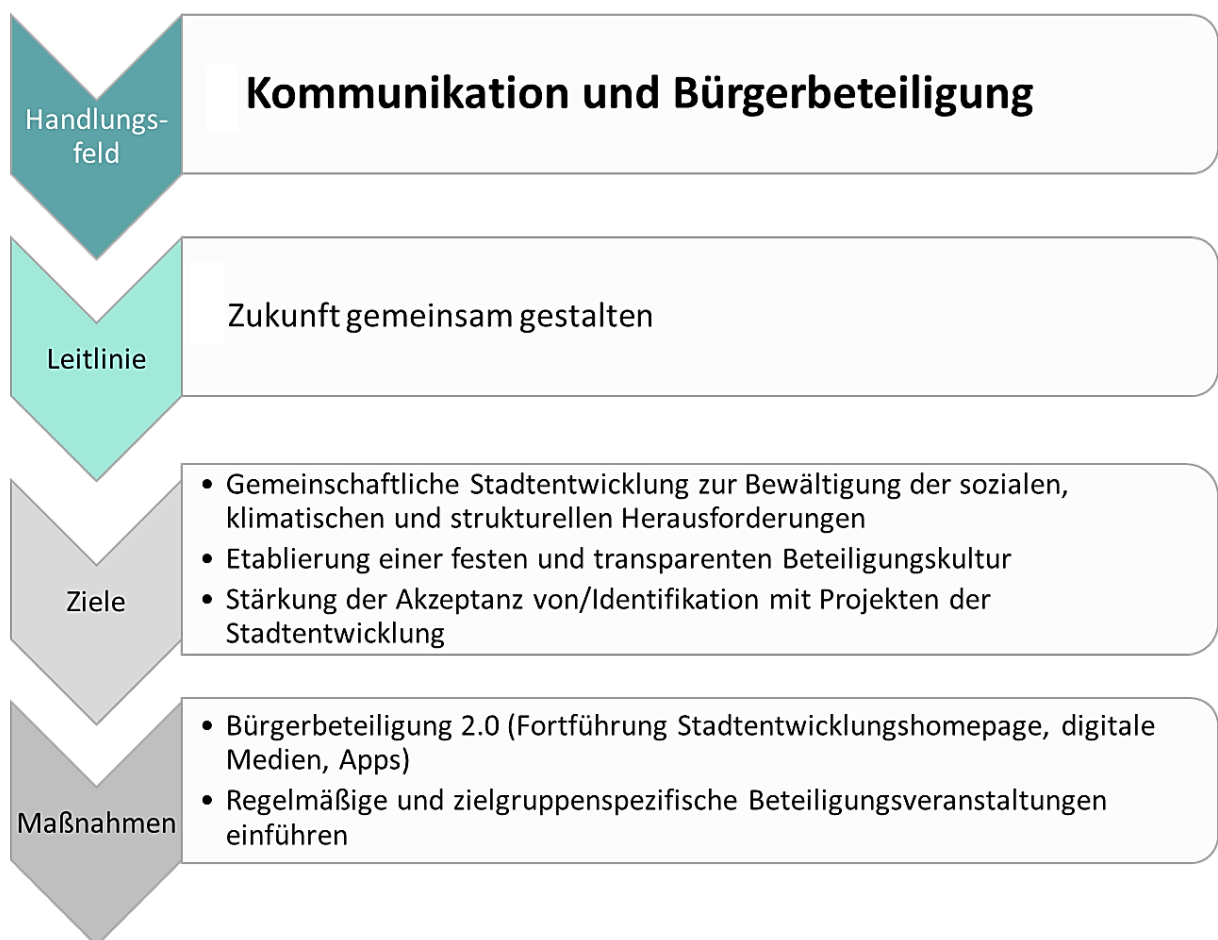 Handlungs-
feld
Kommunikation und Bürgerbeteiligung
Leitlinie
Zukunft gemeinsam gestalten
Ziele
• Gemeinschaftliche Stadtentwicklung zur Bewältigung der sozialen,
klimatischen und strukturellen Herausforderungen
• Etablierung einer festen und transparenten Beteiligungskultur
• Stärkung der Akzeptanz von/Identifikation mit Projekten der
Stadtentwicklung
Maßnahmen
• Bürgerbeteiligung 2.0 (Fortführung Stadtentwicklungshomepage, digitale
Medien, Apps)
• Regelmäßige und zielgruppenspezifische Beteiligungsveranstaltungen
einführen